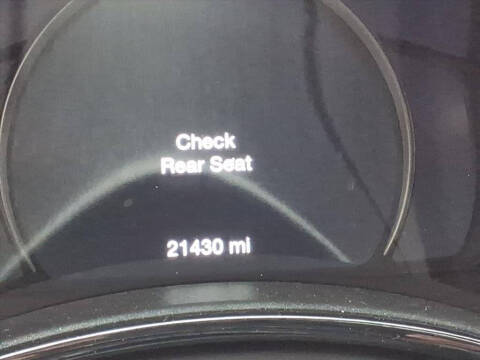 Check
Rear Seat
21430 mi